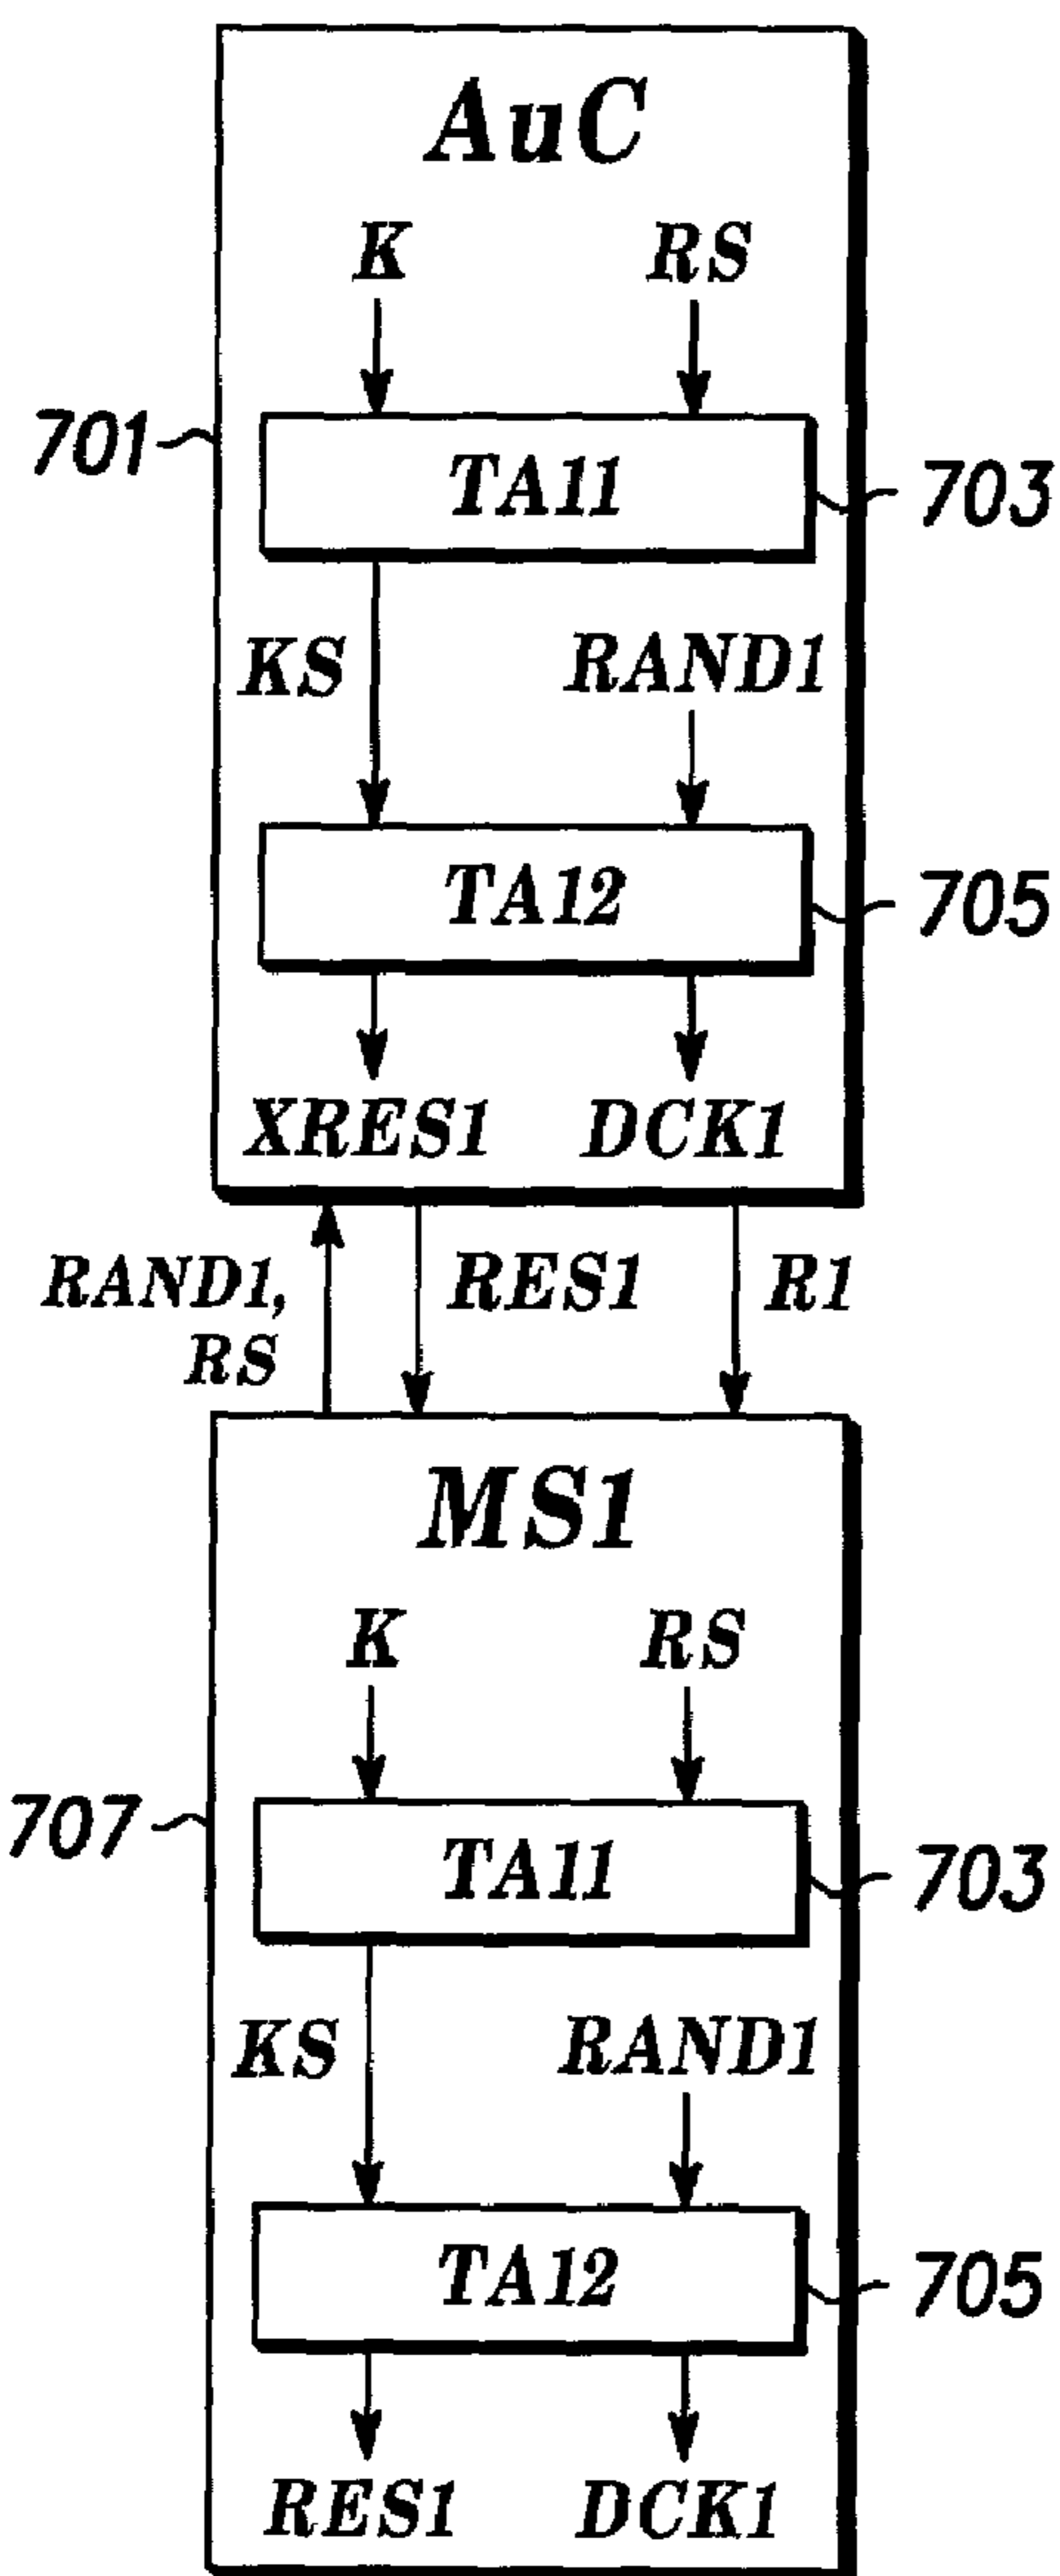 AuC
K
RS
701
TA11
703
KS
RAND1
TA12
705
XRES1
DCK1
RAND1,
RS
RES1
R1
MS1
K
RS
707
TA11
703
KS
RAND1
TA12
705
RES1
DCK1